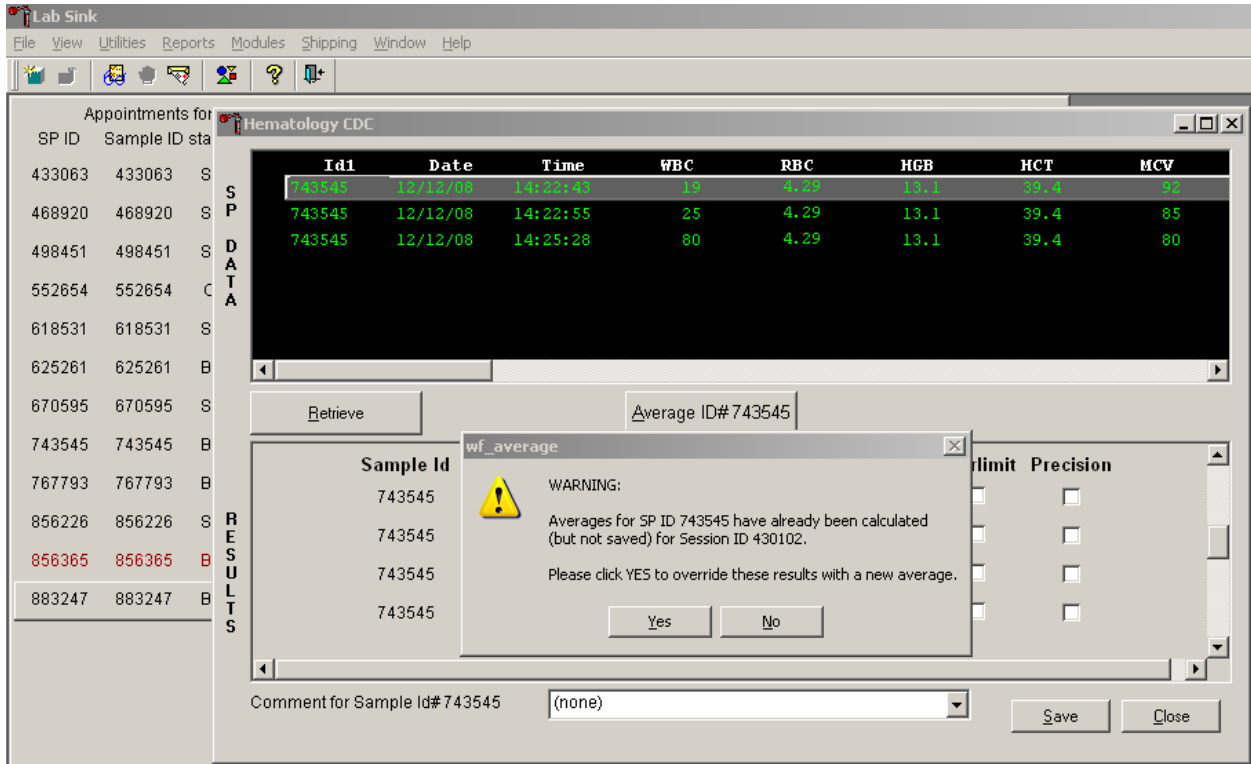 Lab Sink
File View Utilities Reports Modules Shipping Window Help
Appointments for
SP ID Sample ID sta
433063 433063 S
468920 468920 S
498451 498451 S
552654 552654 C
618531 618531 S
625261 625261 B
670595 670595 S
743545 743545 B
767793 767793 B
856226 856226 S
856365 856365 B
883247 883247 B
Hematology CDC
SP DATA
Id1 Date Time WBC RBC HGB HCT MCV
743545 12/12/08 14:22:43 19 4.29 13.1 39.4 92
743545 12/12/08 14:22:55 25 4.29 13.1 39.4 85
743545 12/12/08 14:25:28 80 4.29 13.1 39.4 80
Retrieve Average ID# 743545
RESULTS
Sample Id rlimit Precision
743545
743545
743545
743545
wf_average
WARNING:
Averages for SP ID 743545 have already been calculated
(but not saved) for Session ID 430102.
Please click YES to override these results with a new average.
Yes No
Comment for Sample Id# 743545 (none)
Save Close